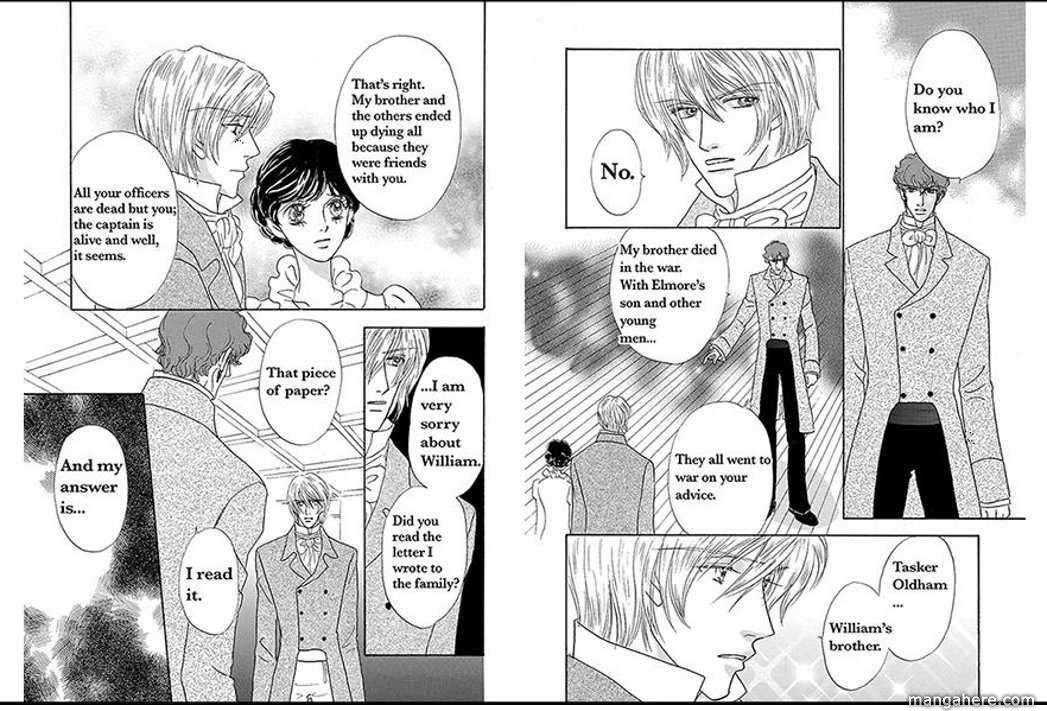 Do you
know who I
am?
No.
My brother died
in the war.
With Elmore's
son and other
young
men...
They all went to
war on your
advice.
Tasker
Oldham
...
William's
brother.
That's right.
My brother and
the others ended
up dying all
because they
were friends
with you.
All your officers
are dead but you;
the captain is
alive and well,
it seems.
...I am
very
sorry
about
William.
Did you
read the
letter I
wrote to
the family?
That piece
of paper?
I read
it.
And my
answer
is...
mangahere.com